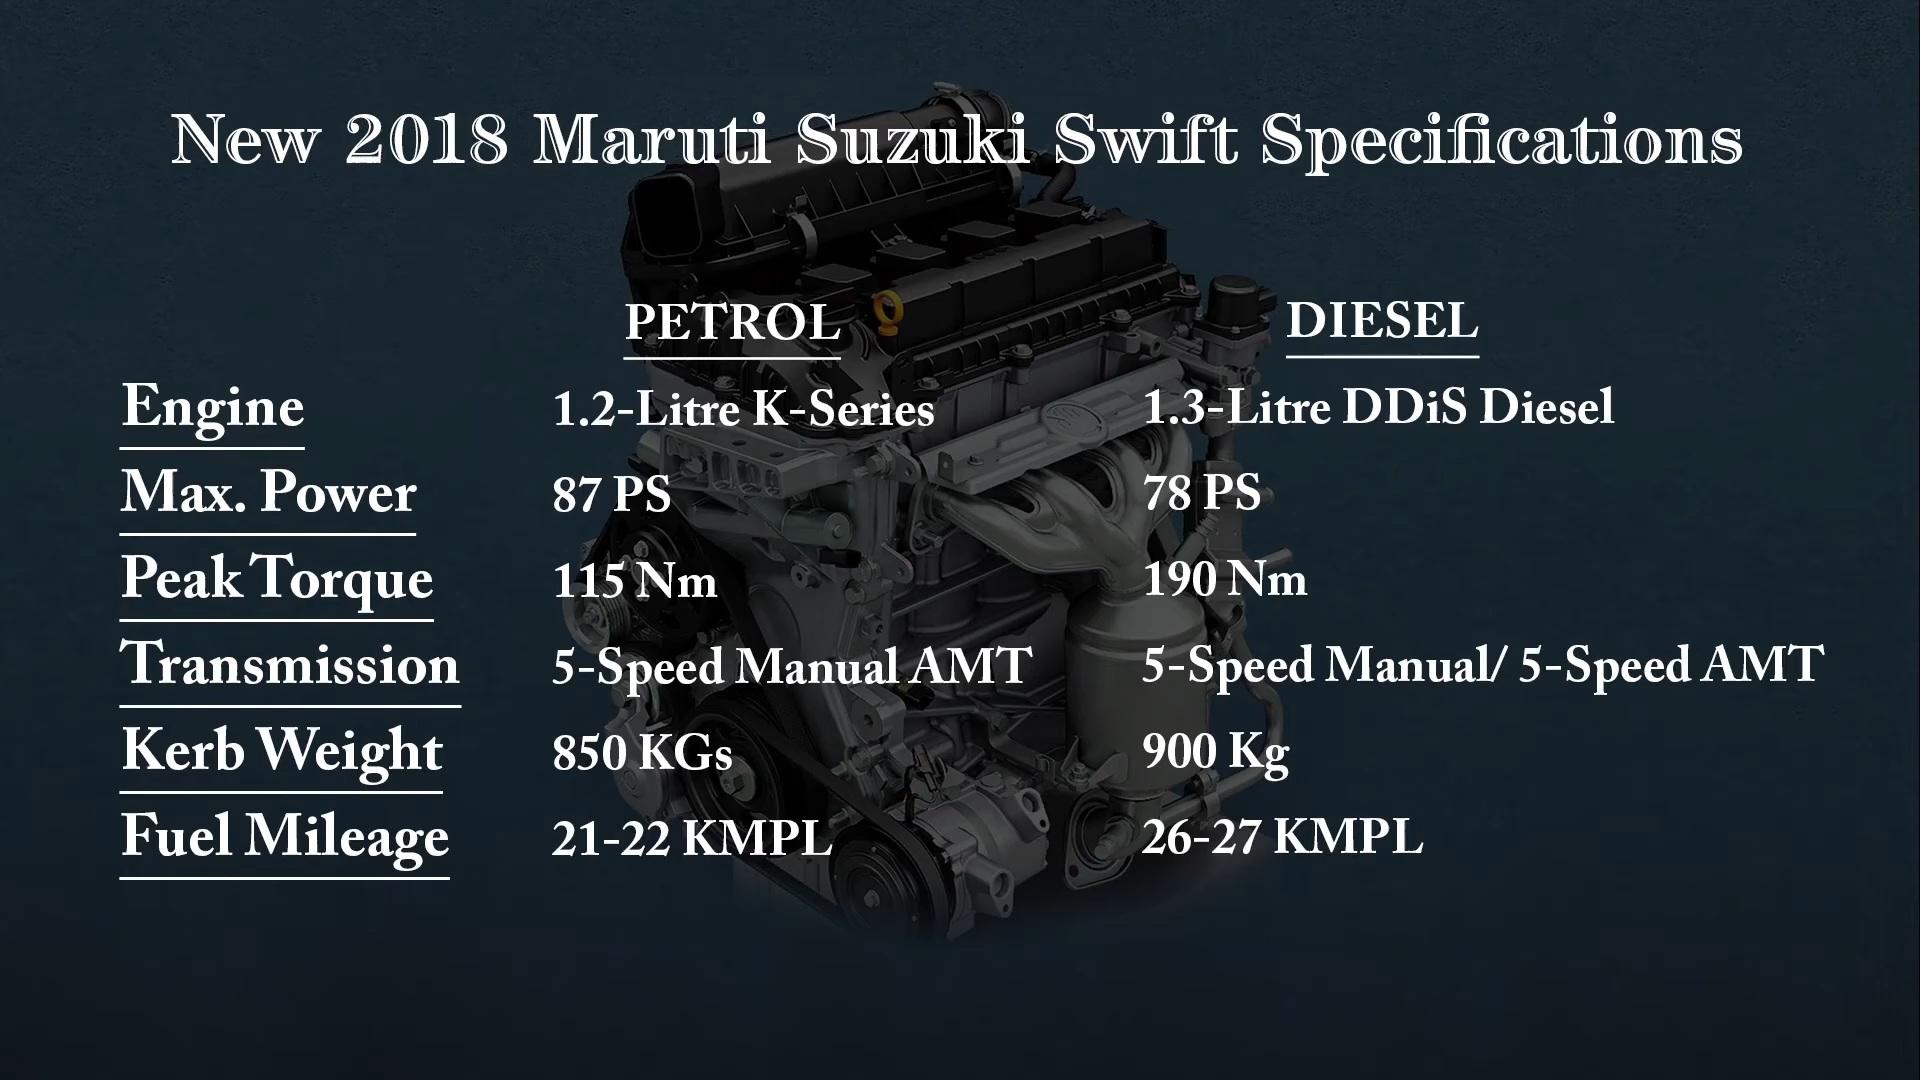 New 2018 Maruti Suzuki Swift Specifications
PETROL DIESEL
Engine 1.2-Litre K-Series 1.3-Litre DDiS Diesel
Max. Power 87 PS 78 PS
Peak Torque 115 Nm 190 Nm
Transmission 5-Speed Manual AMT 5-Speed Manual/ 5-Speed AMT
Kerb Weight 850 KGs 900 Kg
Fuel Mileage 21-22 KMPL 26-27 KMPL